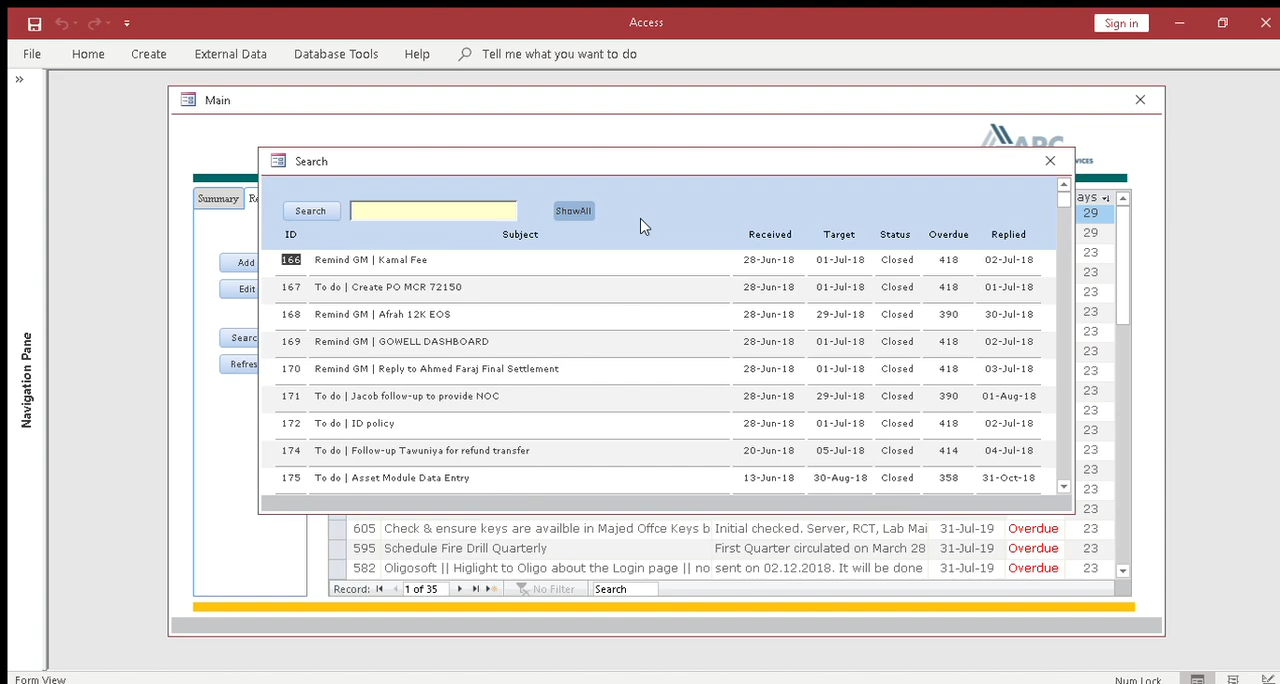 Access
Sign in
File Home Create External Data Database Tools Help Tell me what you want to do
Main
ARC
Search
Summary
Search ShowAll
ID Subject Received Target Status Overdue Replied
166 Remind GM | Kamal Fee 28-Jun-18 01-Jul-18 Closed 418 02-Jul-18
167 To do | Create PO MCR 72150 28-Jun-18 01-Jul-18 Closed 418 01-Jul-18
168 Remind GM | Afrah 12K EOS 28-Jun-18 29-Jul-18 Closed 390 30-Jul-18
169 Remind GM | GOWELL DASHBOARD 28-Jun-18 01-Jul-18 Closed 418 02-Jul-18
170 Remind GM | Reply to Ahmed Faraj Final Settlement 28-Jun-18 01-Jul-18 Closed 418 03-Jul-18
171 To do | Jacob follow-up to provide NOC 28-Jun-18 29-Jul-18 Closed 390 01-Aug-18
172 To do | ID policy 28-Jun-18 01-Jul-18 Closed 418 02-Jul-18
174 To do | Follow-up Tawuniya for refund transfer 20-Jun-18 05-Jul-18 Closed 414 04-Jul-18
175 To do | Asset Module Data Entry 13-Jun-18 30-Aug-18 Closed 358 31-Oct-18
Add
Edit
Searc
Refres
ays
29
29
23
23
23
23
23
23
23
23
23
23
23
23
23
605 Check & ensure keys are availble in Majed Offce Keys b Initial checked. Server, RCT, Lab Mai 31-Jul-19 Overdue 23
595 Schedule Fire Drill Quarterly First Quarter circulated on March 28 31-Jul-19 Overdue 23
582 Oligosoft || Higlight to Oligo about the Login page || no sent on 02.12.2018. It will be done 31-Jul-19 Overdue 23
Record: 1 of 35 No Filter Search
Navigation Pane
Form View Num Lock